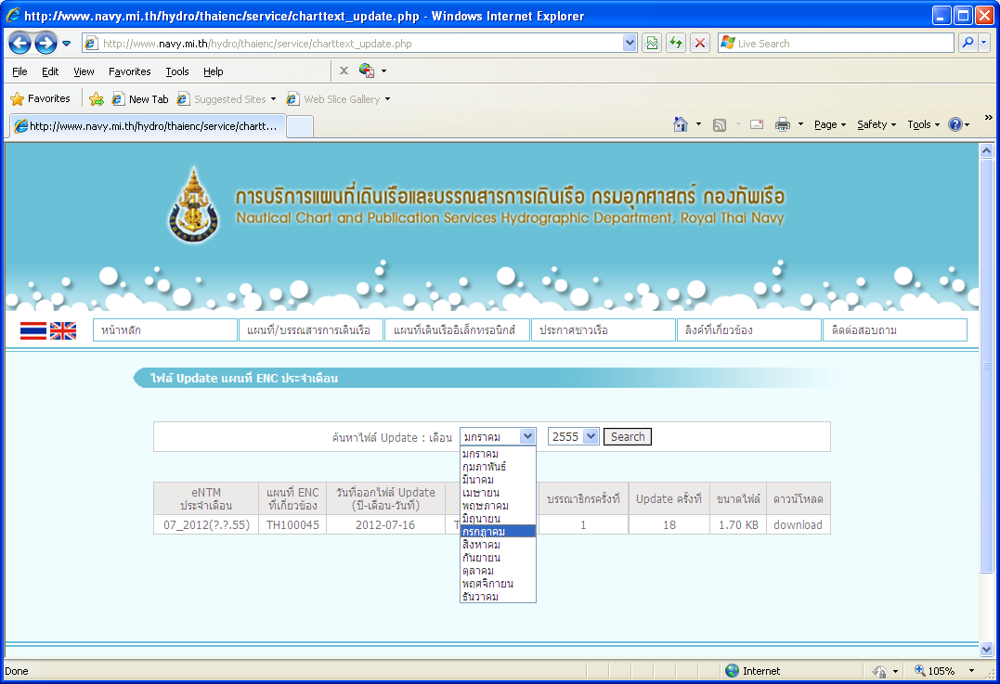 http://www.navy.mi.th/hydro/thaienc/service/charttext_update.php - Windows Internet Explorer
http://www.navy.mi.th/hydro/thaienc/service/charttext_update.php
Live Search
File Edit View Favorites Tools Help
Favorites New Tab Suggested Sites Web Slice Gallery
http://www.navy.mi.th/hydro/thaienc/service/chartt...
Page Safety Tools
การบริการแผนที่เดินเรือและบรรณสารการเดินเรือ กรมอุทกศาสตร์ กองทัพเรือ
Nautical Chart and Publication Services Hydrographic Department, Royal Thai Navy
หน้าหลัก แผนที่/บรรณสารการเดินเรือ แผนที่เดินเรืออิเล็กทรอนิกส์ ประกาศชาวเรือ ลิงค์ที่เกี่ยวข้อง ติดต่อสอบถาม
ไฟล์ Update แผนที่ ENC ประจำเดือน
ค้นหาไฟล์ Update : เดือน มกราคม 2555 Search
มกราคม
กุมภาพันธ์
มีนาคม
เมษายน
พฤษภาคม
มิถุนายน
กรกฎาคม
สิงหาคม
กันยายน
ตุลาคม
พฤศจิกายน
ธันวาคม
eNTM ประจำเดือน
แผนที่ ENC ที่เกี่ยวข้อง
วันที่ออกไฟล์ Update (ปี-เดือน-วันที่)
บรรณาธิกรครั้งที่
Update ครั้งที่
ขนาดไฟล์
ดาวน์โหลด
07_2012(?.?.55) TH100045 2012-07-16 T 1 18 1.70 KB download
Done Internet 105%